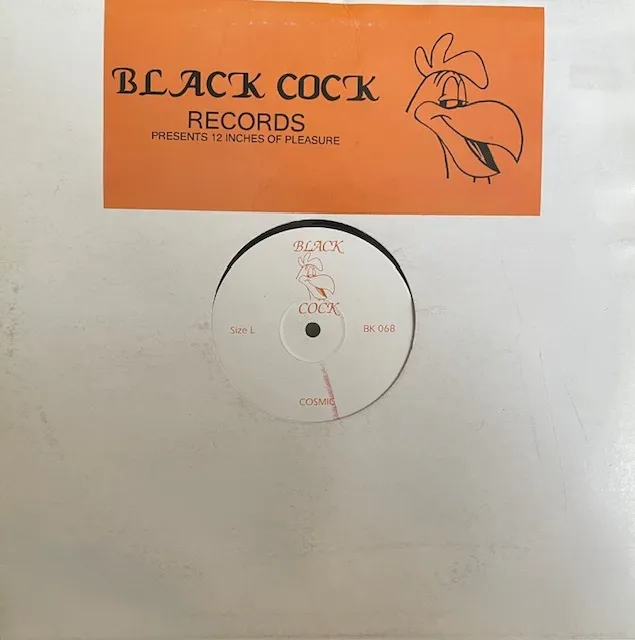 BLACK COCK
RECORDS
PRESENTS 12 INCHES OF PLEASURE
BLACK
COCK
Size L
BK 068
COSMIC